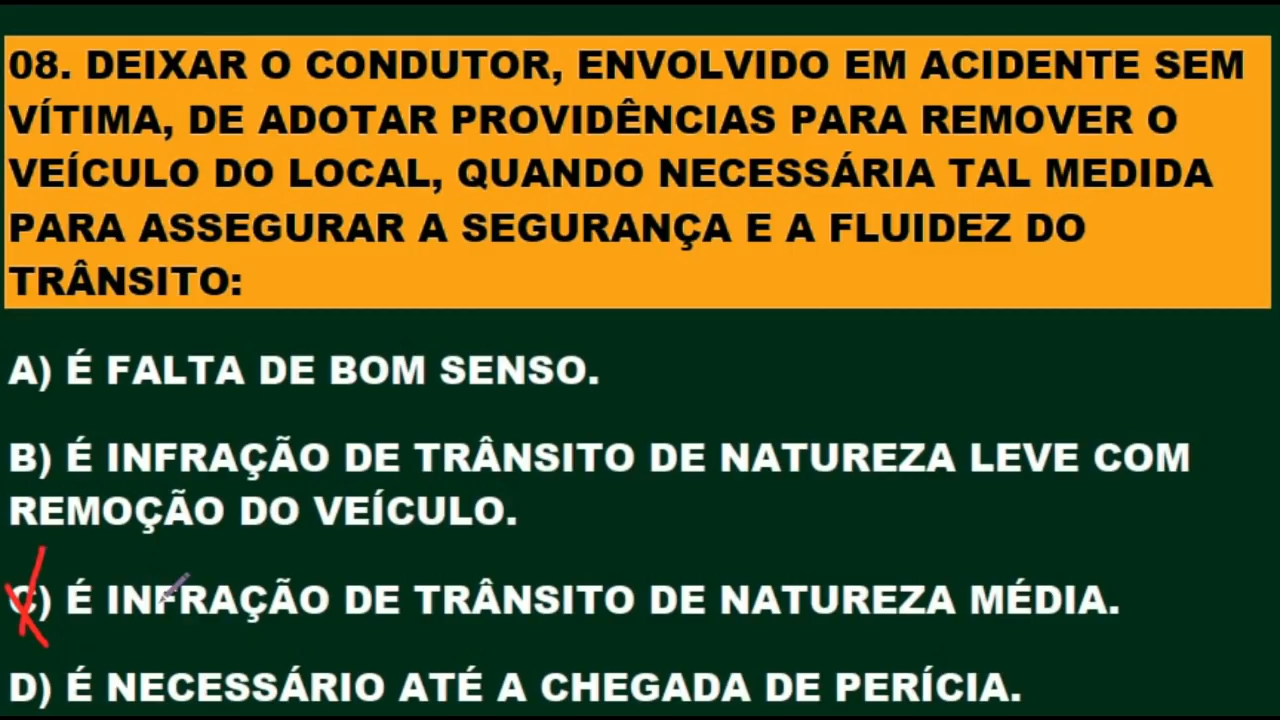 08. DEIXAR O CONDUTOR, ENVOLVIDO EM ACIDENTE SEM
VÍTIMA, DE ADOTAR PROVIDÊNCIAS PARA REMOVER O
VEÍCULO DO LOCAL, QUANDO NECESSÁRIA TAL MEDIDA
PARA ASSEGURAR A SEGURANÇA E A FLUIDEZ DO
TRÂNSITO:
A) É FALTA DE BOM SENSO.
B) É INFRAÇÃO DE TRÂNSITO DE NATUREZA LEVE COM
REMOÇÃO DO VEÍCULO.
C) É INFRAÇÃO DE TRÂNSITO DE NATUREZA MÉDIA.
D) É NECESSÁRIO ATÉ A CHEGADA DE PERÍCIA.